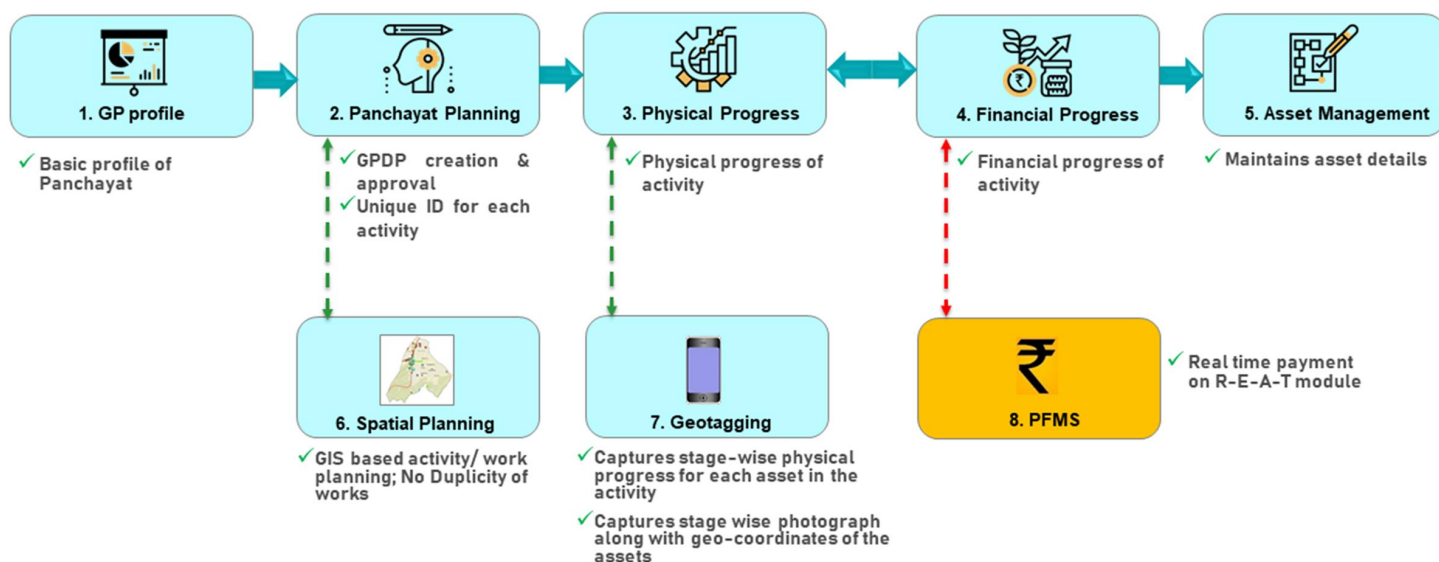 1. GP profile
Basic profile of
Panchayat
2. Panchayat Planning
GPDP creation &
approval
Unique ID for each
activity
3. Physical Progress
Physical progress of
activity
4. Financial Progress
Financial progress of
activity
5. Asset Management
Maintains asset details
6. Spatial Planning
GIS based activity/ work
planning; No Duplicity of
works
7. Geotagging
Captures stage-wise physical
progress for each asset in the
activity
Captures stage wise photograph
along with geo-coordinates of the
assets
₹
8. PFMS
Real time payment
on R-E-A-T module